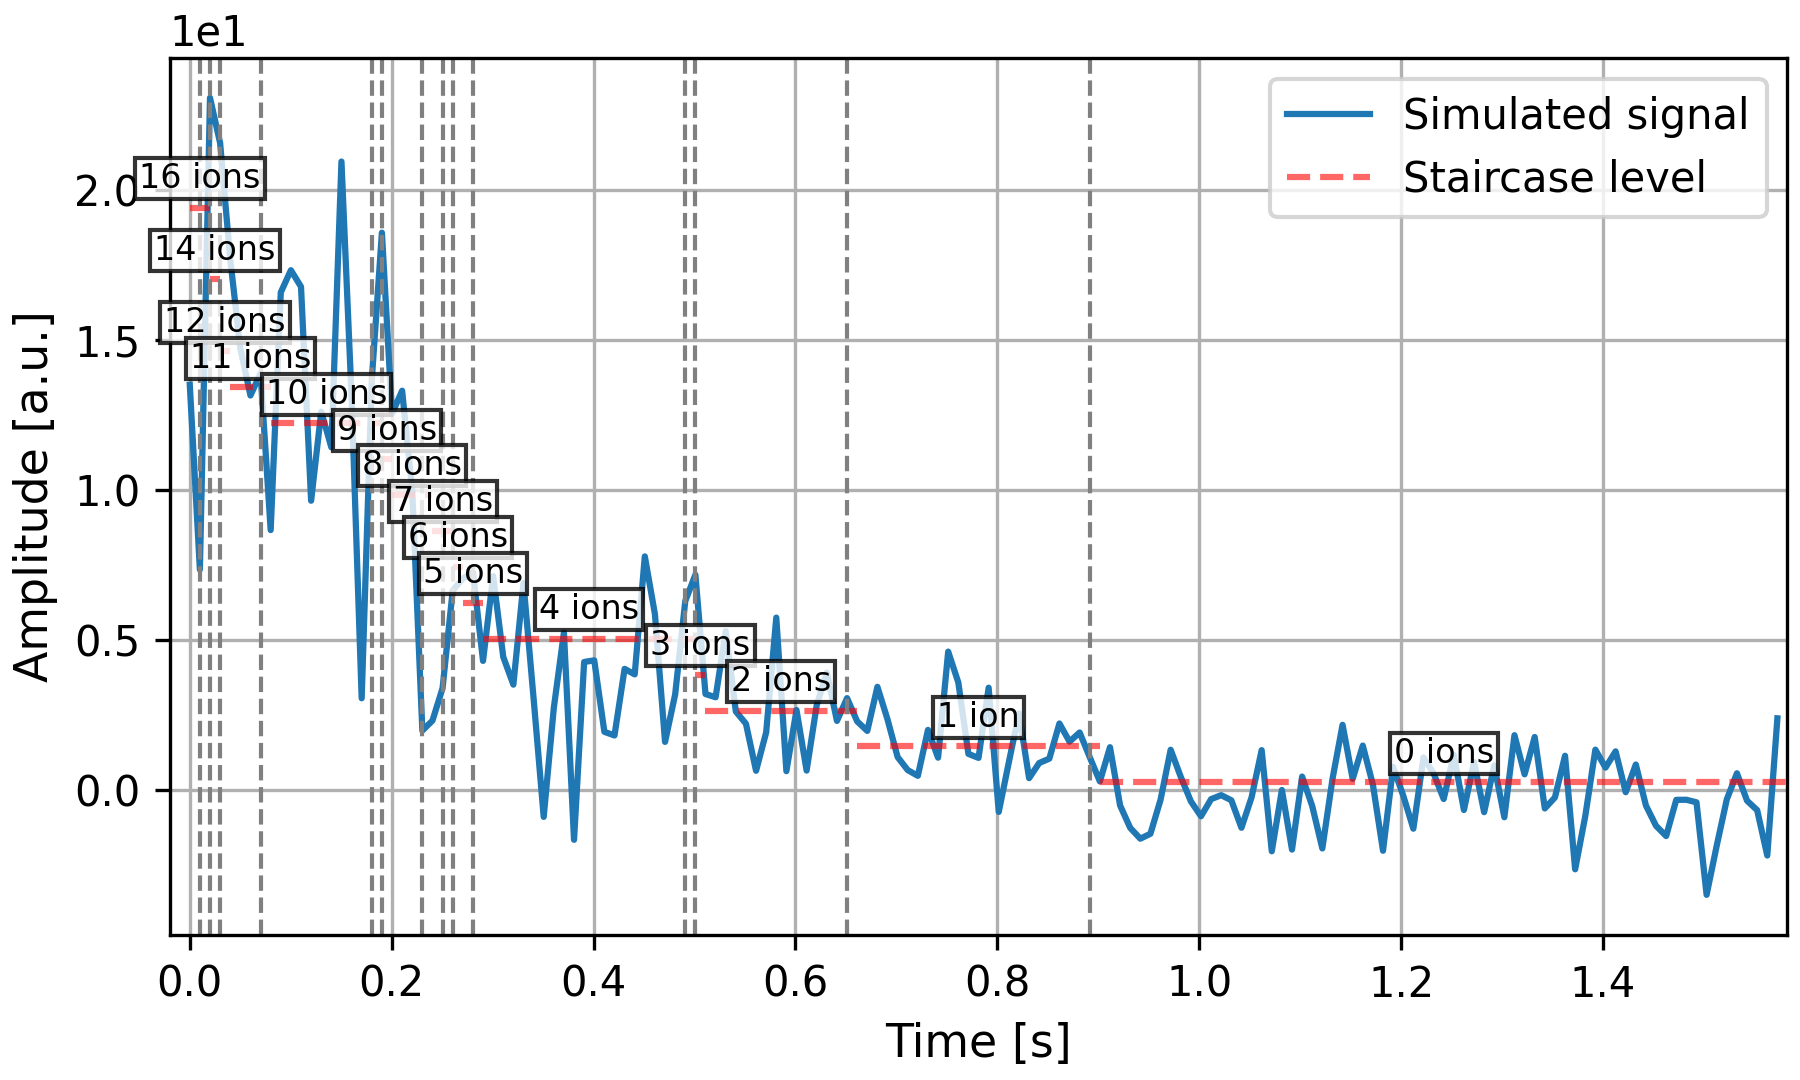 1e1
Simulated signal
Staircase level
16 ions
14 ions
12 ions
11 ions
10 ions
9 ions
8 ions
7 ions
6 ions
5 ions
4 ions
3 ions
2 ions
1 ion
0 ions
2.0
1.5
1.0
0.5
0.0
Amplitude [a.u.]
0.0 0.2 0.4 0.6 0.8 1.0 1.2 1.4
Time [s]